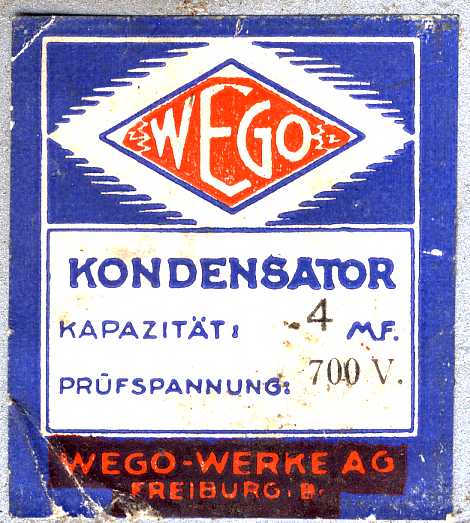 WEGO
KONDENSATOR
KAPAZITÄT: 4 MF.
PRÜFSPANNUNG: 700 V.
WEGO-WERKE AG
FREIBURG i. B.